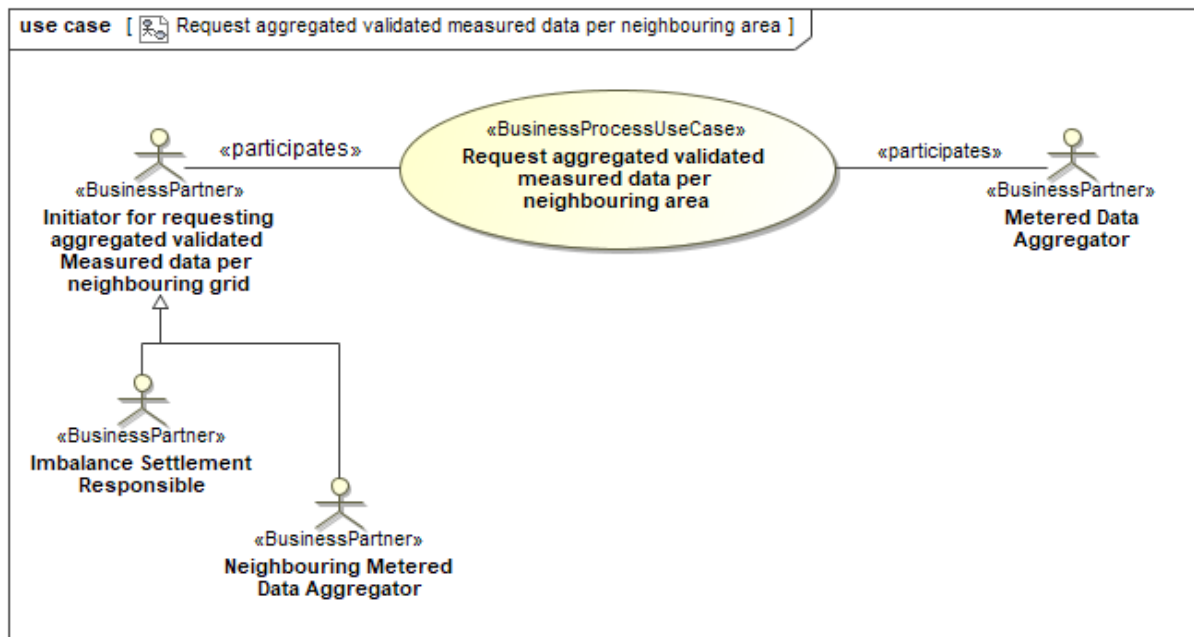 use case [ Request aggregated validated measured data per neighbouring area ]
«BusinessProcessUseCase»
Request aggregated validated
measured data per
neighbouring area
«participates»
«participates»
«BusinessPartner»
Initiator for requesting
aggregated validated
Measured data per
neighbouring grid
«BusinessPartner»
Metered Data
Aggregator
«BusinessPartner»
Imbalance Settlement
Responsible
«BusinessPartner»
Neighbouring Metered
Data Aggregator